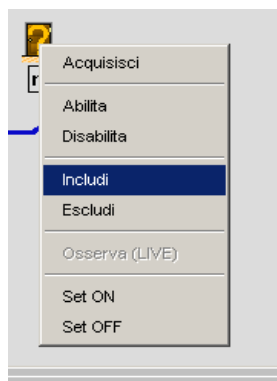 Acquisisci
Abilita
Disabilita
Includi
Escludi
Osserva (LIVE)
Set ON
Set OFF